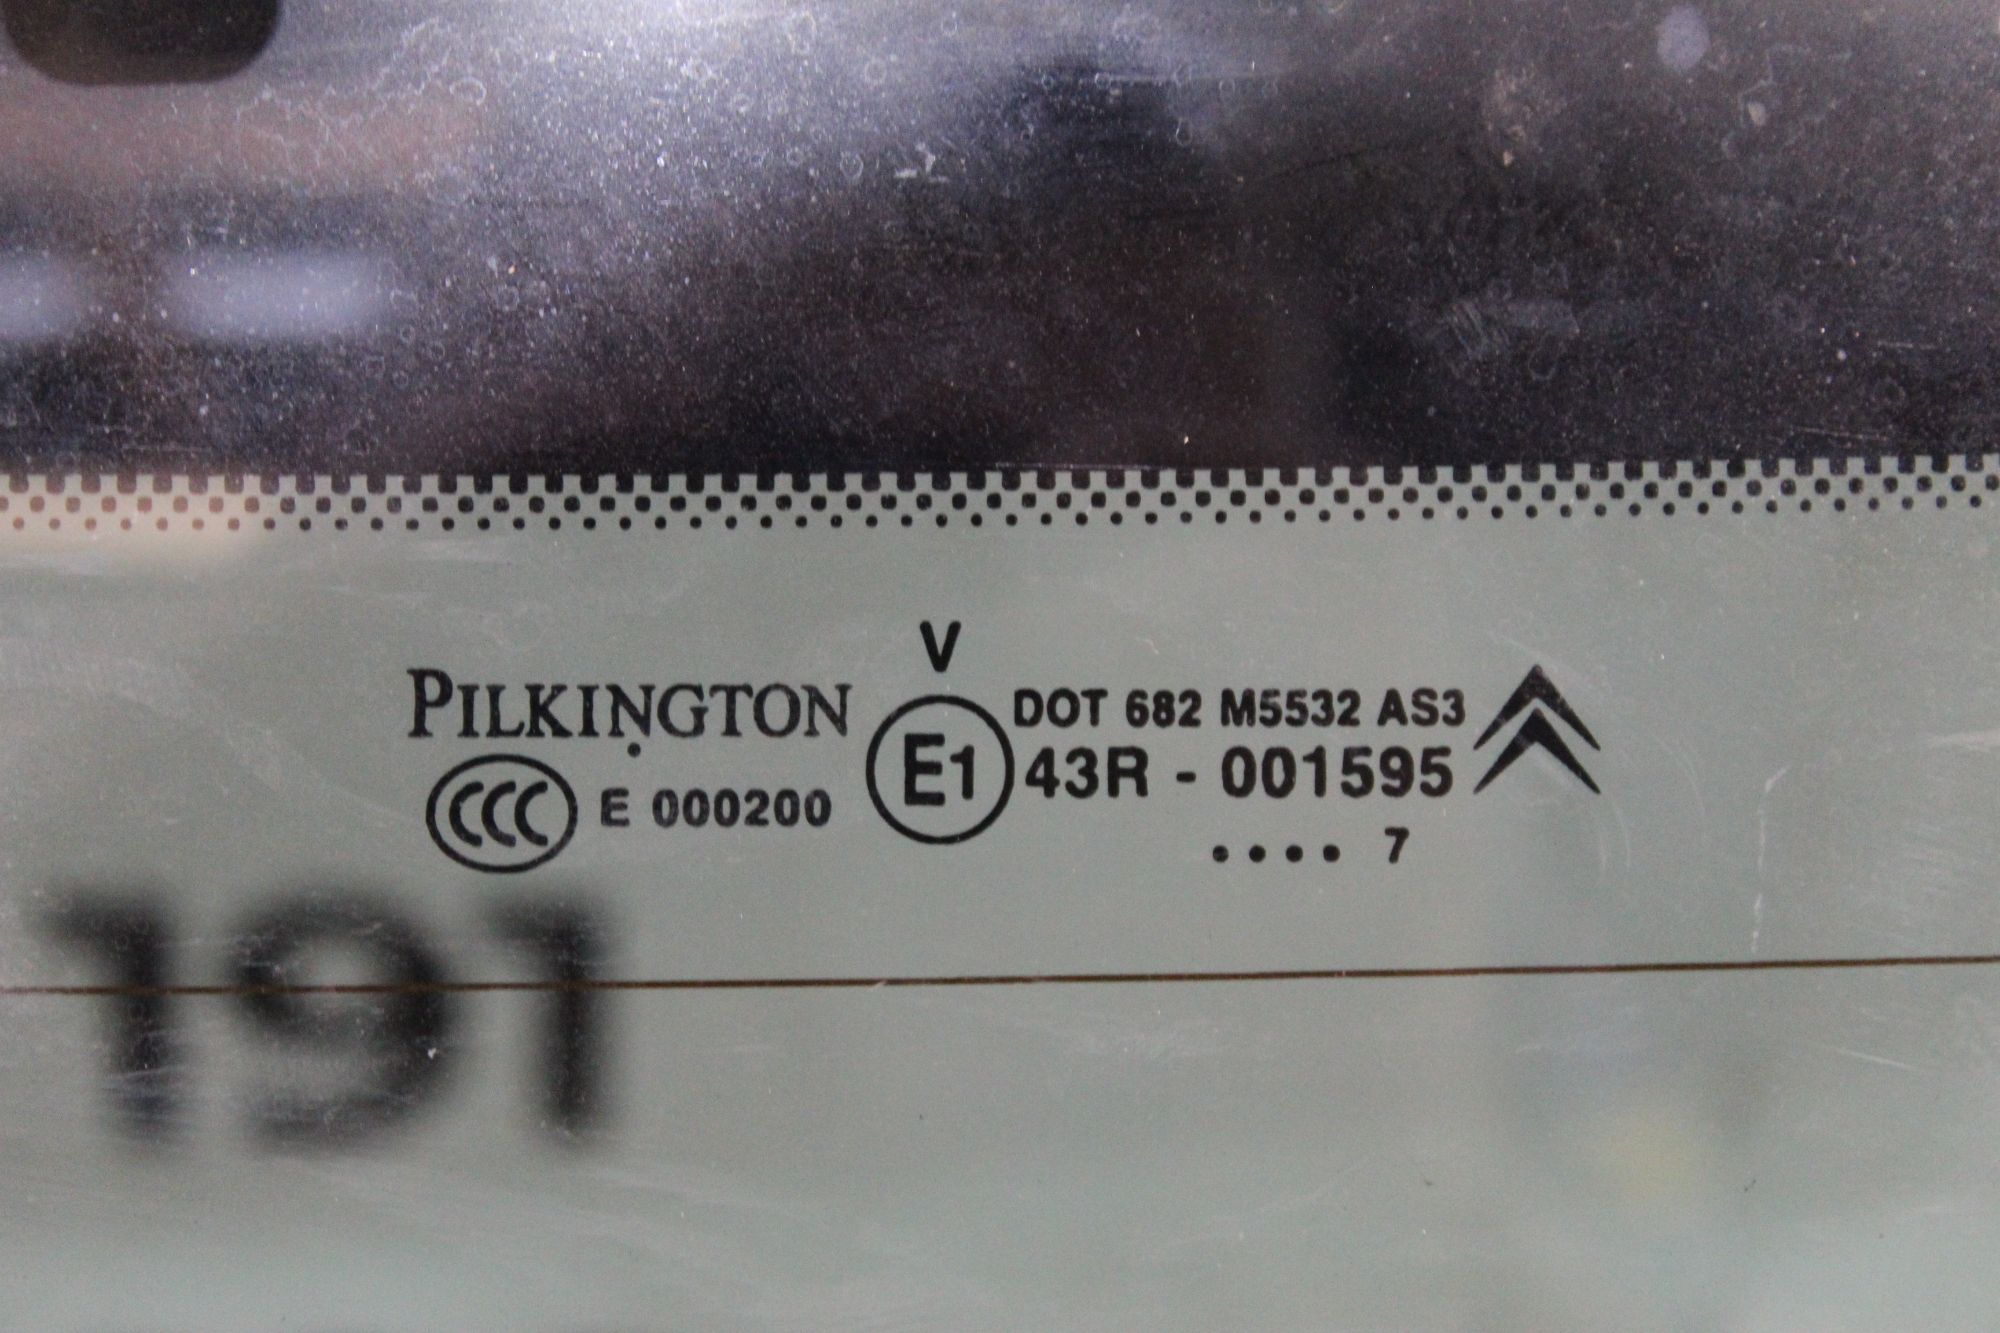 V
PILKINGTON
DOT 682 M5532 AS3
E1
43R - 001595
CCC E 000200
.... 7
191